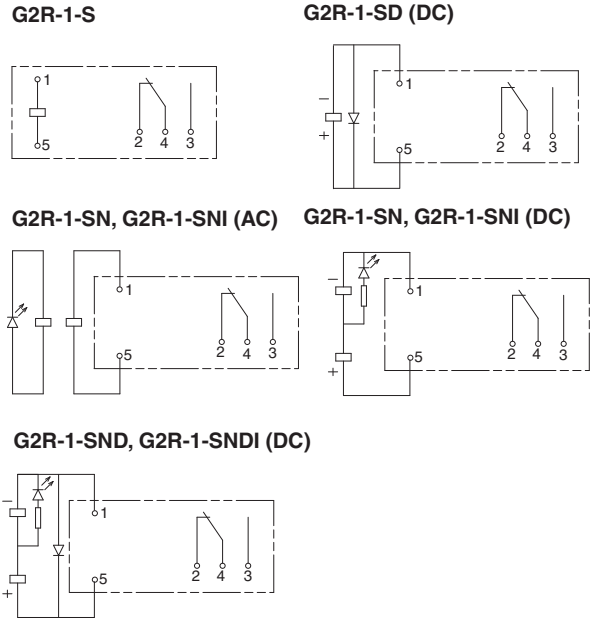 G2R-1-S
1
5
2 4 3
G2R-1-SD (DC)
−
+
1
5
2 4 3
G2R-1-SN, G2R-1-SNI (AC)
1
5
2 4 3
G2R-1-SN, G2R-1-SNI (DC)
−
+
1
5
2 4 3
G2R-1-SND, G2R-1-SNDI (DC)
−
+
1
5
2 4 3